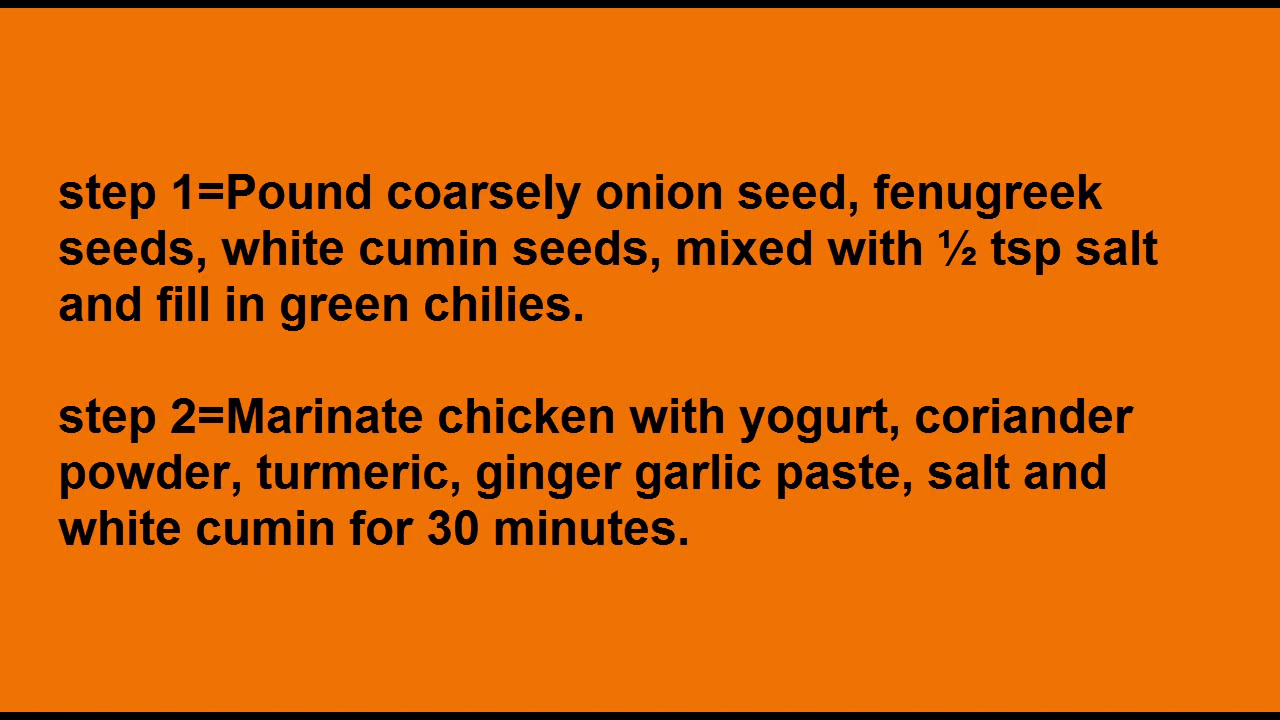 step 1=Pound coarsely onion seed, fenugreek
seeds, white cumin seeds, mixed with ½ tsp salt
and fill in green chilies.
step 2=Marinate chicken with yogurt, coriander
powder, turmeric, ginger garlic paste, salt and
white cumin for 30 minutes.